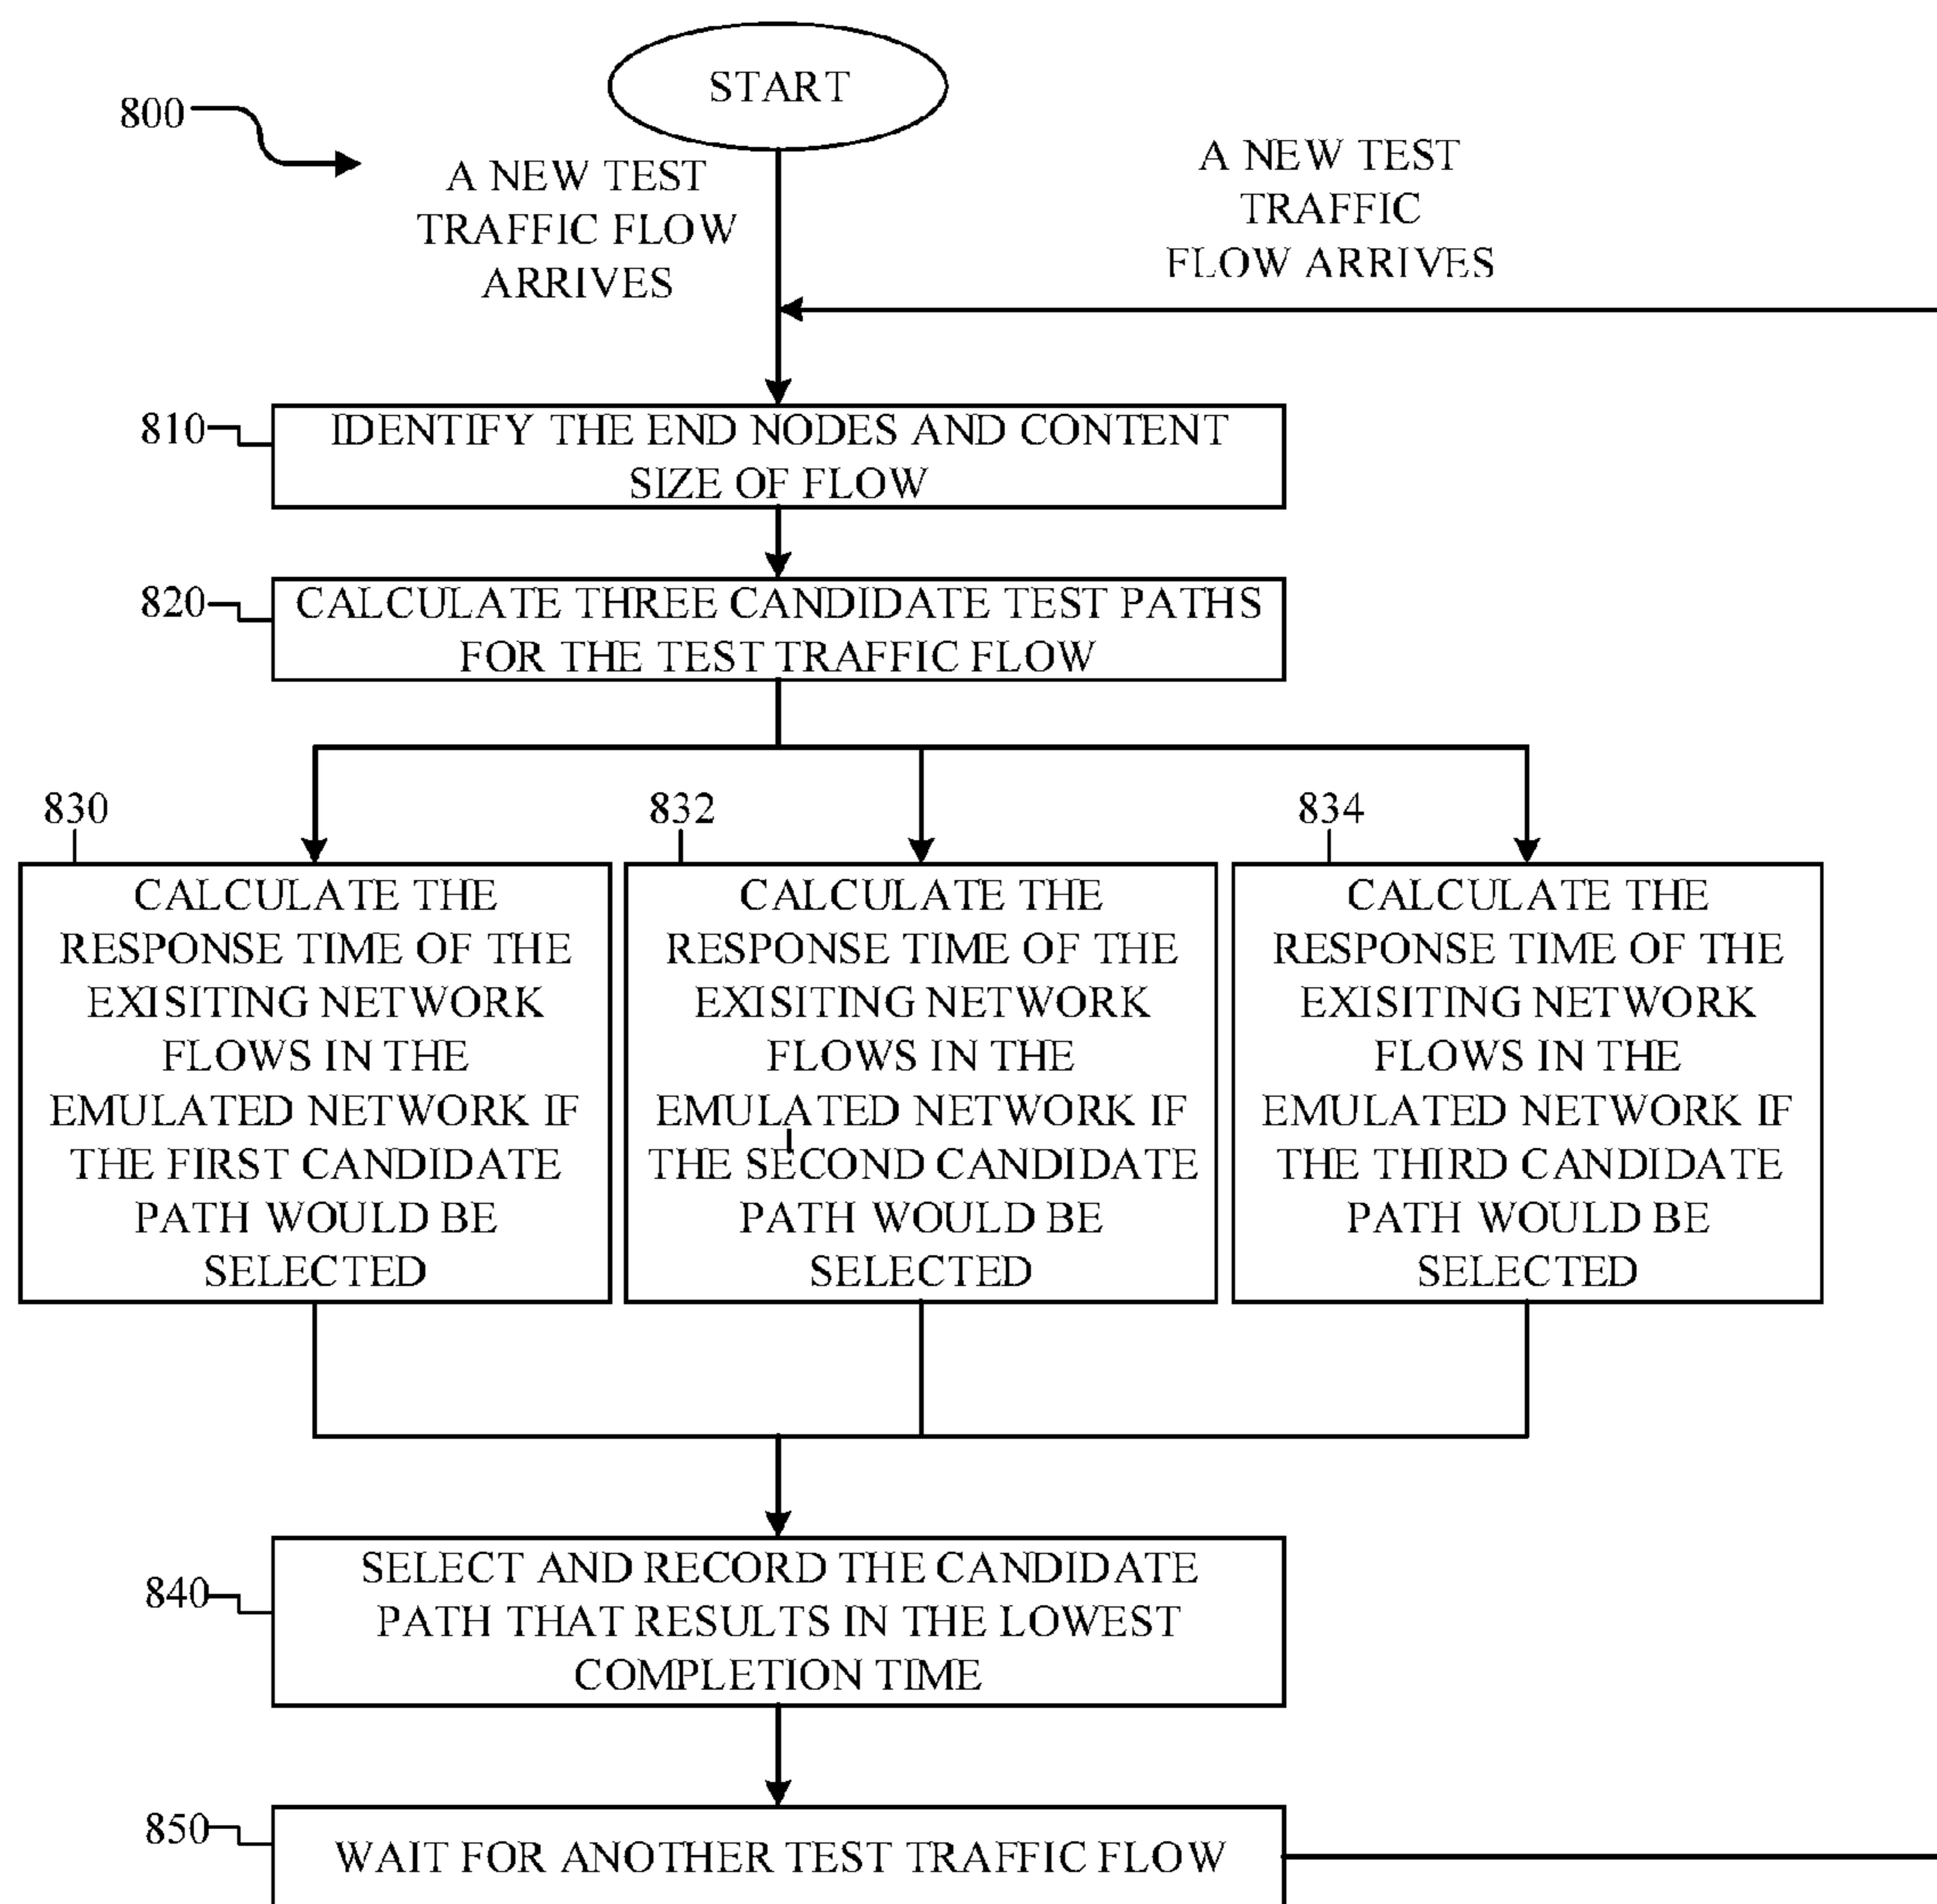 START
800
A NEW TEST
TRAFFIC FLOW
ARRIVES
A NEW TEST
TRAFFIC
FLOW ARRIVES
810
IDENTIFY THE END NODES AND CONTENT
SIZE OF FLOW
820
CALCULATE THREE CANDIDATE TEST PATHS
FOR THE TEST TRAFFIC FLOW
830
CALCULATE THE
RESPONSE TIME OF THE
EXISITING NETWORK
FLOWS IN THE
EMULATED NETWORK IF
THE FIRST CANDIDATE
PATH WOULD BE
SELECTED
832
CALCULATE THE
RESPONSE TIME OF THE
EXISITING NETWORK
FLOWS IN THE
EMULATED NETWORK IF
THE SECOND CANDIDATE
PATH WOULD BE
SELECTED
834
CALCULATE THE
RESPONSE TIME OF THE
EXISITING NETWORK
FLOWS IN THE
EMULATED NETWORK IF
THE THIRD CANDIDATE
PATH WOULD BE
SELECTED
840
SELECT AND RECORD THE CANDIDATE
PATH THAT RESULTS IN THE LOWEST
COMPLETION TIME
850
WAIT FOR ANOTHER TEST TRAFFIC FLOW